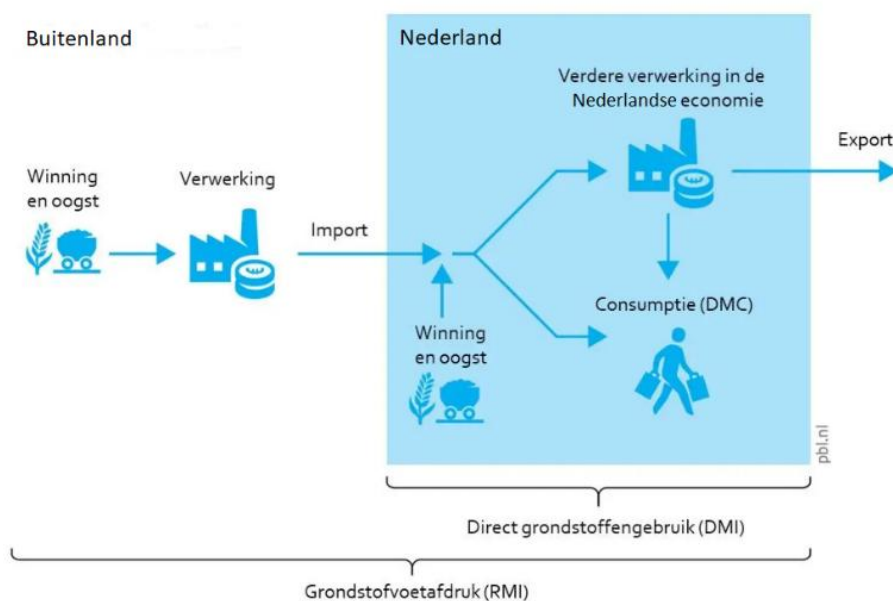 Buitenland
Nederland
Verdere verwerking in de
Nederlandse economie
Export
Winning
en oogst
Verwerking
Import
Consumptie (DMC)
Winning
en oogst
pbl.nl
Direct grondstoffengebruik (DMI)
Grondstofvoetafdruk (RMI)